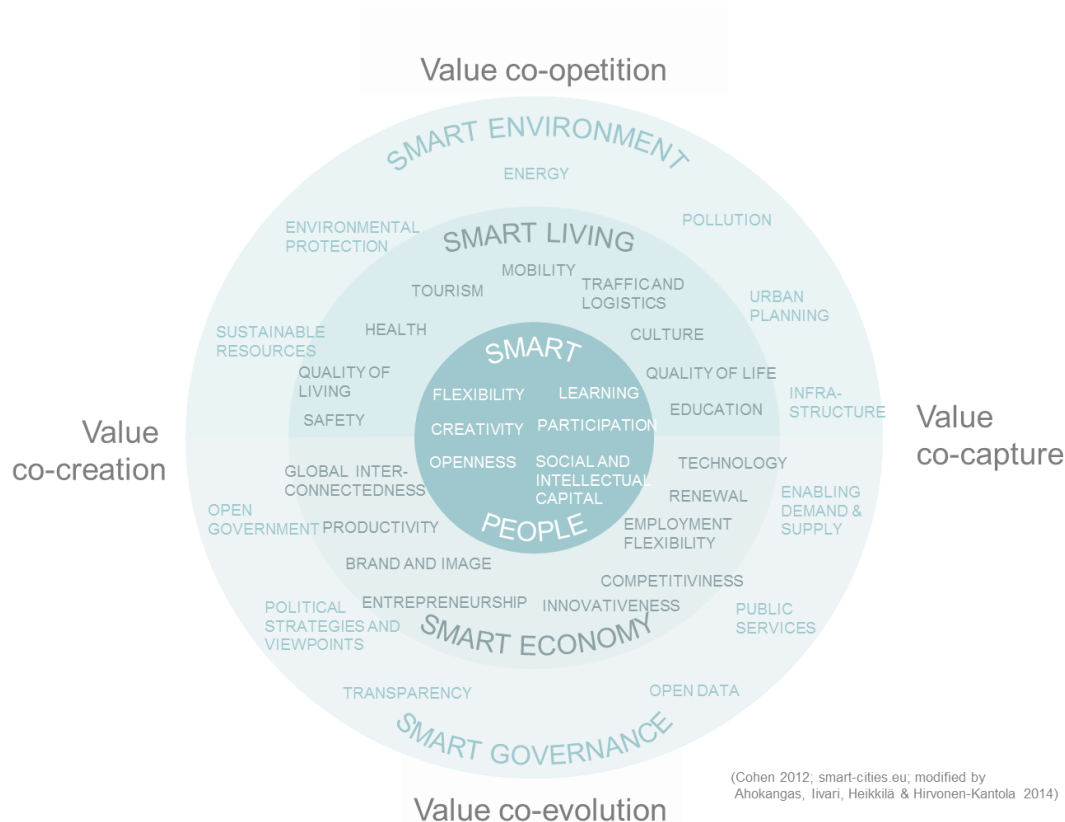 Value co-opetition
SMART ENVIRONMENT
ENERGY
POLLUTION
ENVIRONMENTAL
PROTECTION
SMART LIVING
MOBILITY
TOURISM
TRAFFIC AND
LOGISTICS
URBAN
PLANNING
HEALTH
CULTURE
SUSTAINABLE
RESOURCES
SMART
QUALITY OF
LIVING
QUALITY OF LIFE
FLEXIBILITY
LEARNING
INFRA-
STRUCTURE
SAFETY
EDUCATION
CREATIVITY
PARTICIPATION
Value
co-creation
Value
co-capture
OPENNESS
SOCIAL AND
INTELLECTUAL
CAPITAL
GLOBAL INTER-
CONNECTEDNESS
TECHNOLOGY
RENEWAL
ENABLING
DEMAND &
SUPPLY
OPEN
GOVERNMENT
PRODUCTIVITY
PEOPLE
EMPLOYMENT
FLEXIBILITY
BRAND AND IMAGE
COMPETITIVINESS
POLITICAL
STRATEGIES AND
VIEWPOINTS
ENTREPRENEURSHIP
INNOVATIVENESS
PUBLIC
SERVICES
SMART ECONOMY
TRANSPARENCY
OPEN DATA
SMART GOVERNANCE
Value co-evolution
(Cohen 2012; smart-cities.eu; modified by
Ahokangas, Iivari, Heikkilä & Hirvonen-Kantola 2014)